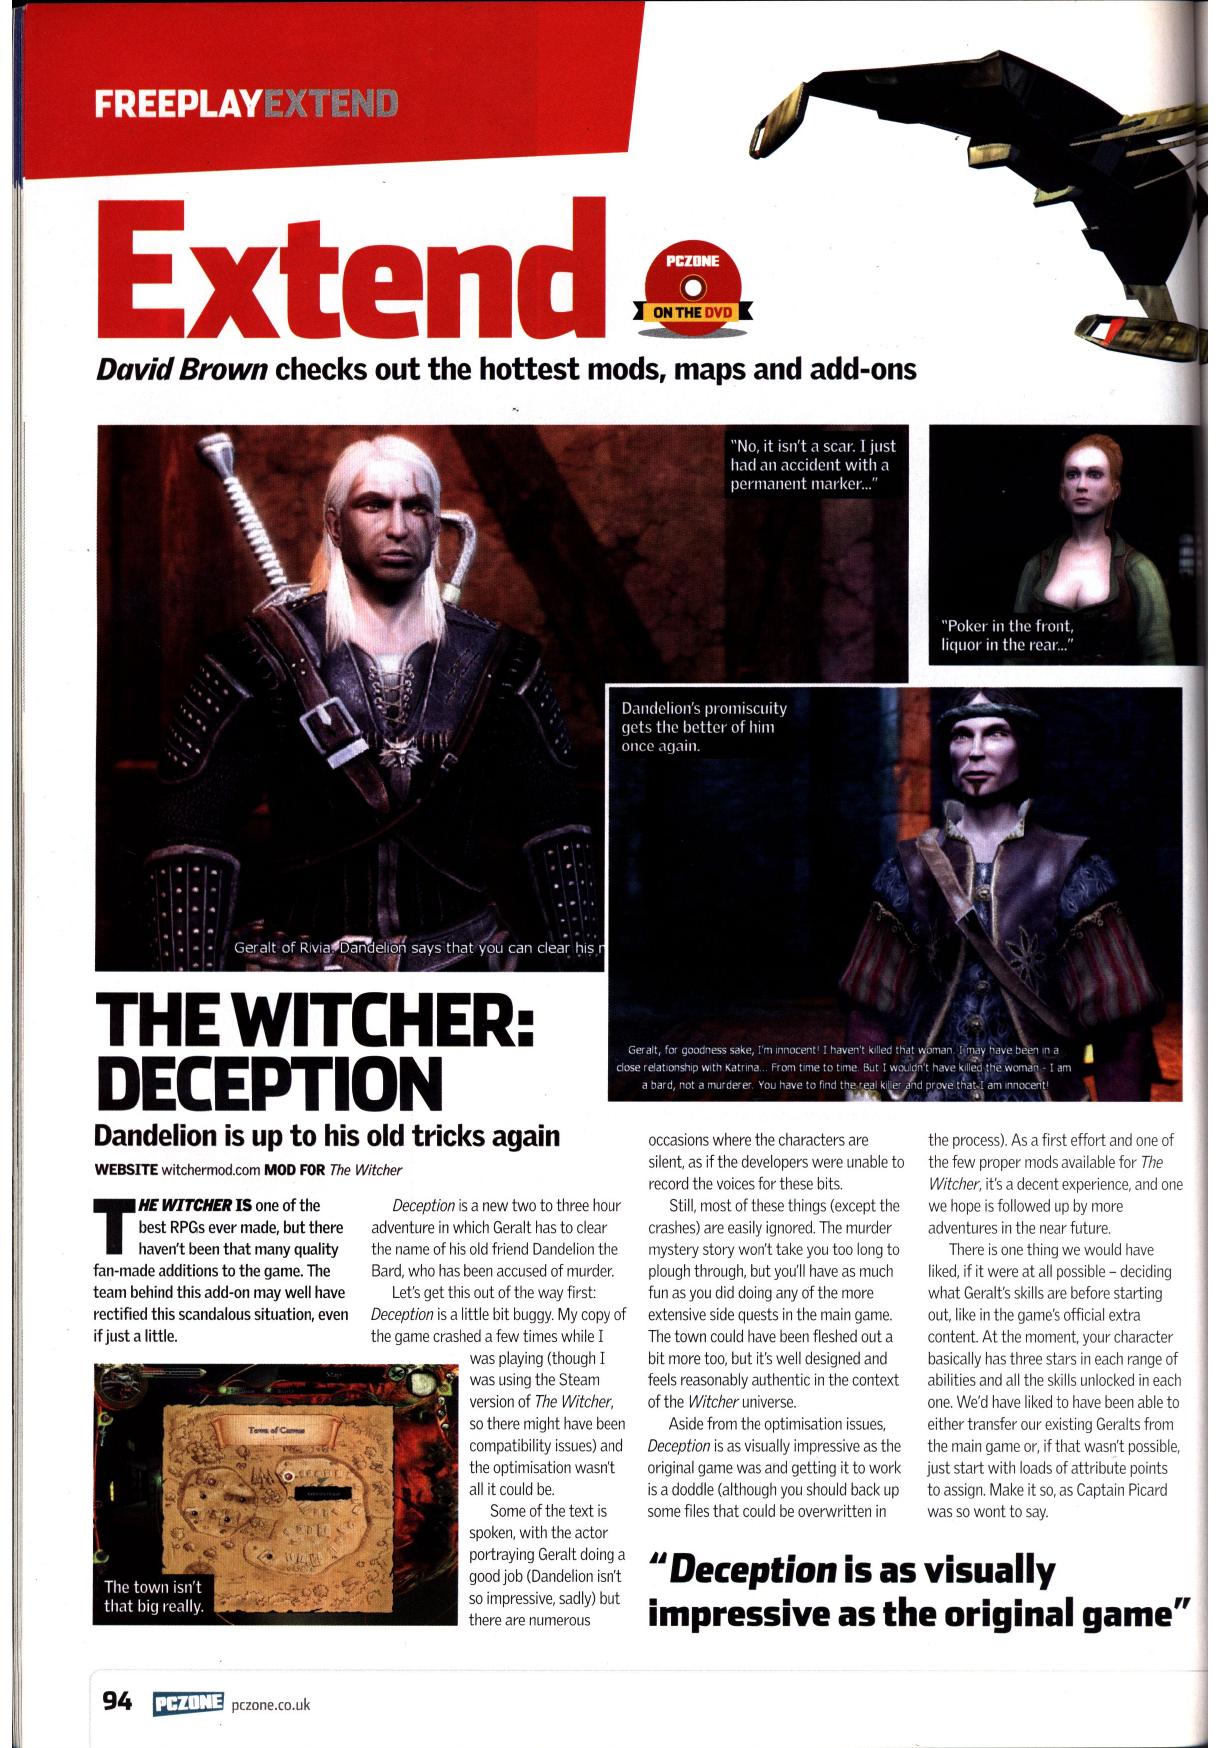 FREEPLAYEXTEND
Extend
PCZONE
ON THE DVD
David Brown checks out the hottest mods, maps and add-ons
"No, it isn't a scar. I just
had an accident with a
permanent marker..."
"Poker in the front,
liquor in the rear..."
Dandelion's promiscuity
gets the better of him
once again.
Geralt of Rivia. Dandelion says that you can clear his n
Geralt, for goodness sake, I'm innocent! I haven't killed that woman. I may have been in a
close relationship with Katrina... From time to time. But I wouldn't have killed the woman - I am
a bard, not a murderer. You have to find the real killer and prove that I am innocent!
THE WITCHER:
DECEPTION
Dandelion is up to his old tricks again
WEBSITE witchermod.com MOD FOR The Witcher
THE WITCHER IS one of the
best RPGs ever made, but there
haven't been that many quality
fan-made additions to the game. The
team behind this add-on may well have
rectified this scandalous situation, even
if just a little.
Deception is a new two to three hour
adventure in which Geralt has to clear
the name of his old friend Dandelion the
Bard, who has been accused of murder.
Let's get this out of the way first:
Deception is a little bit buggy. My copy of
the game crashed a few times while I
was playing (though I
was using the Steam
version of The Witcher,
so there might have been
compatibility issues) and
the optimisation wasn't
all it could be.
Some of the text is
spoken, with the actor
portraying Geralt doing a
good job (Dandelion isn't
so impressive, sadly) but
there are numerous
occasions where the characters are
silent, as if the developers were unable to
record the voices for these bits.
Still, most of these things (except the
crashes) are easily ignored. The murder
mystery story won't take you too long to
plough through, but you'll have as much
fun as you did doing any of the more
extensive side quests in the main game.
The town could have been fleshed out a
bit more too, but it's well designed and
feels reasonably authentic in the context
of the Witcher universe.
Aside from the optimisation issues,
Deception is as visually impressive as the
original game was and getting it to work
is a doddle (although you should back up
some files that could be overwritten in
the process). As a first effort and one of
the few proper mods available for The
Witcher, it's a decent experience, and one
we hope is followed up by more
adventures in the near future.
There is one thing we would have
liked, if it were at all possible – deciding
what Geralt's skills are before starting
out, like in the game's official extra
content. At the moment, your character
basically has three stars in each range of
abilities and all the skills unlocked in each
one. We'd have liked to have been able to
either transfer our existing Geralts from
the main game or, if that wasn't possible,
just start with loads of attribute points
to assign. Make it so, as Captain Picard
was so wont to say.
Map
Town of
The town isn't
that big really.
"Deception is as visually
impressive as the original game"
94 PCZONE pczone.co.uk